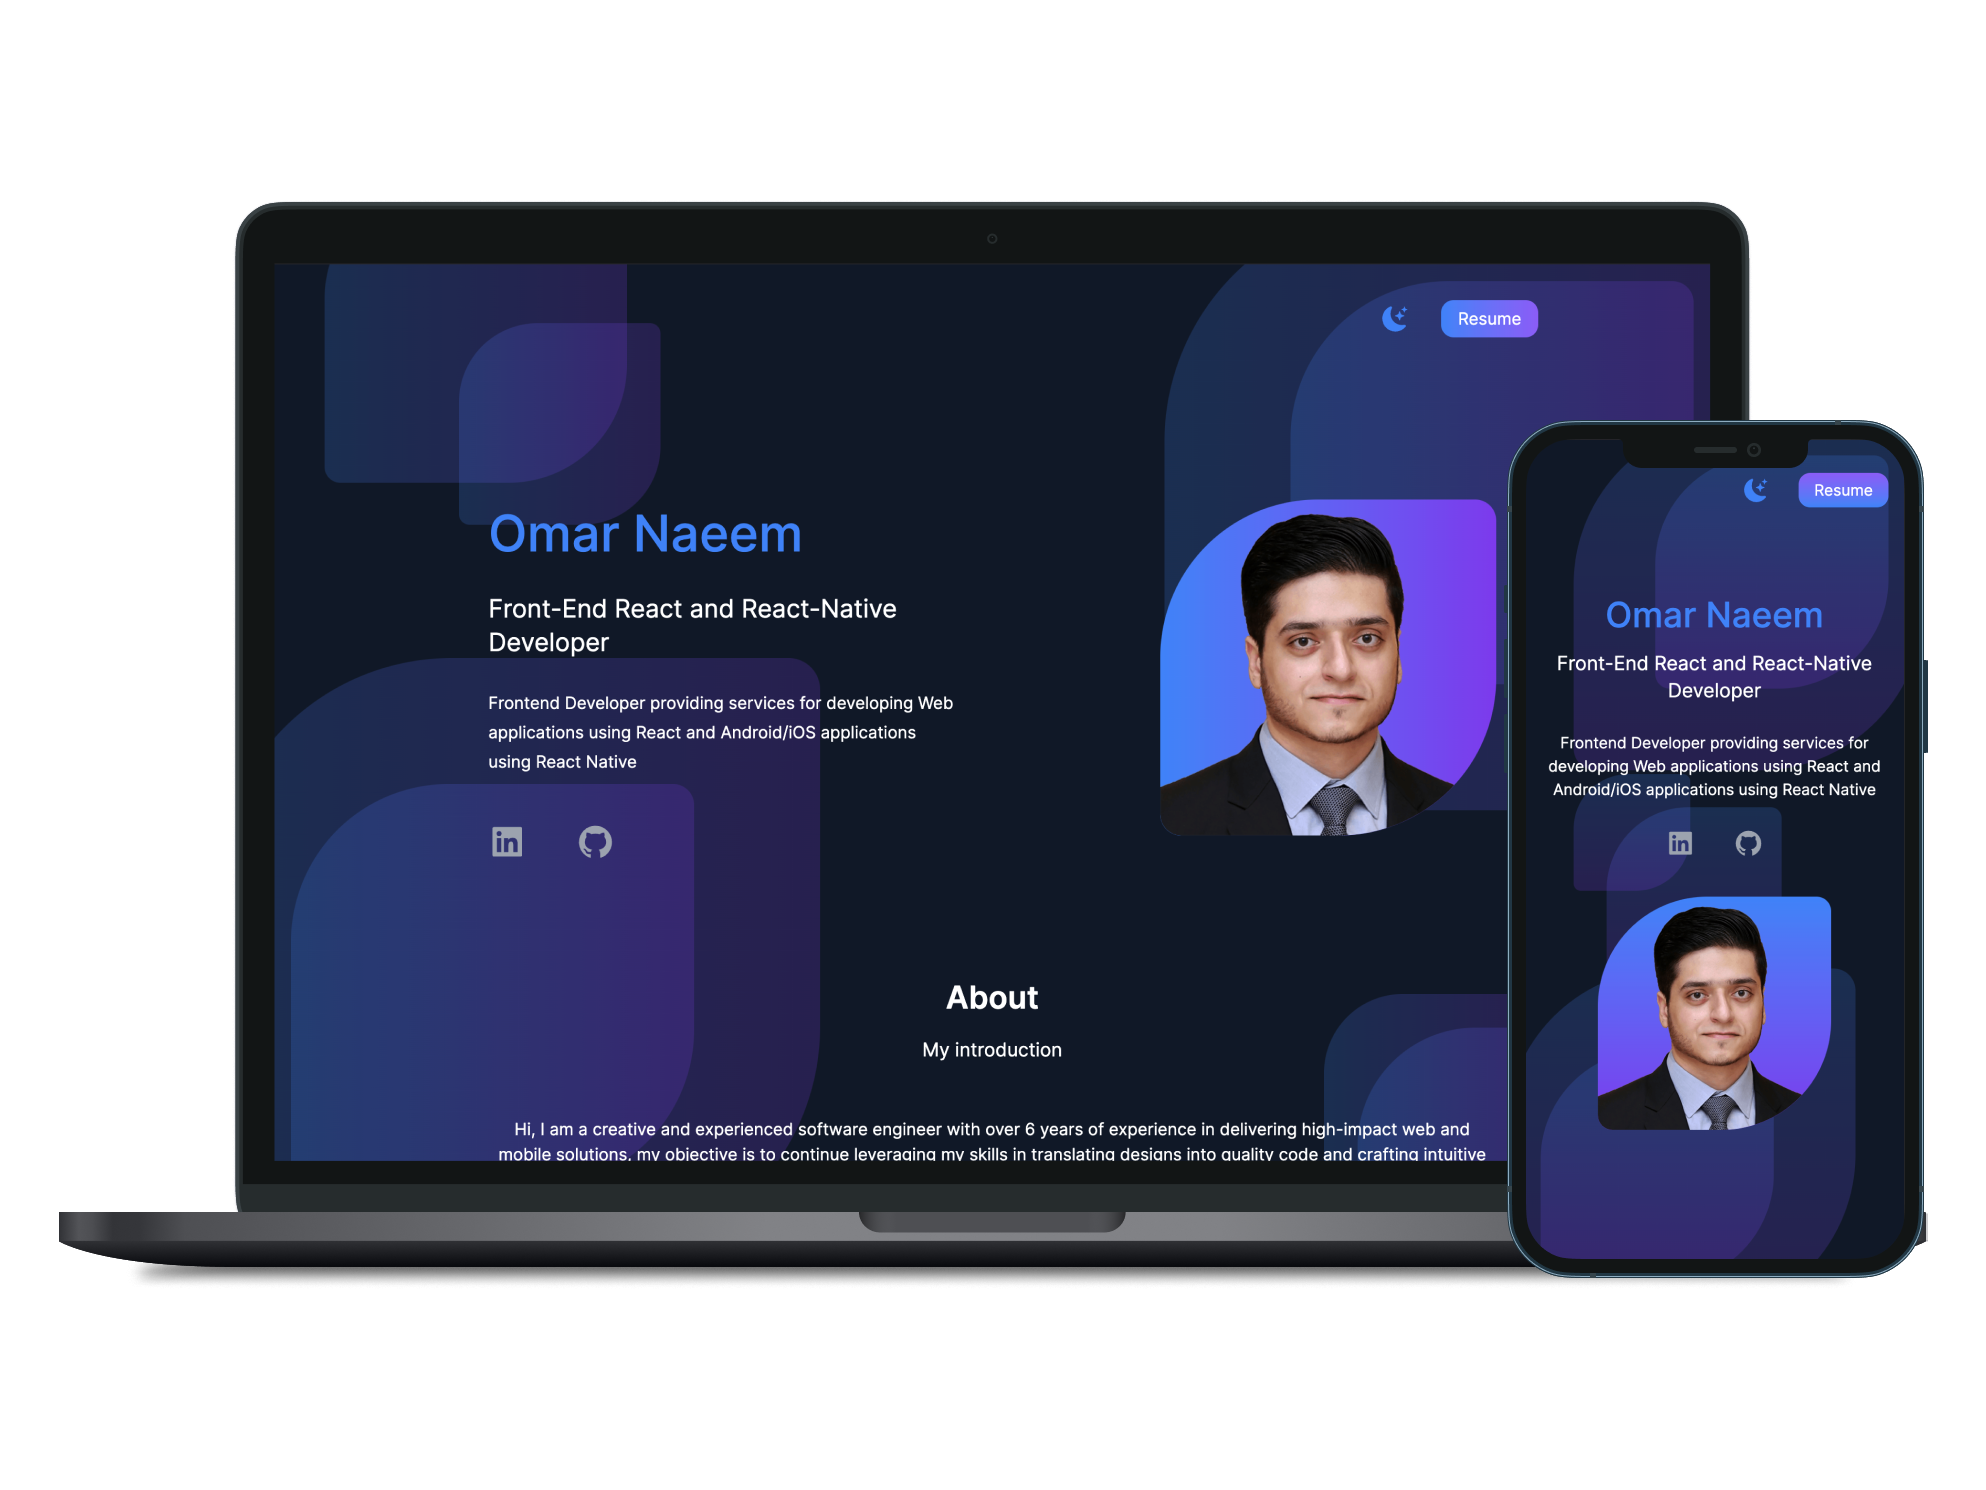 Resume
Omar Naeem
Front-End React and React-Native
Developer
Frontend Developer providing services for developing Web
applications using React and Android/iOS applications
using React Native
in
About
My introduction
Hi, I am a creative and experienced software engineer with over 6 years of experience in delivering high-impact web and
mobile solutions, my objective is to continue leveraging my skills in translating designs into quality code and crafting intuitive
Resume
Omar Naeem
Front-End React and React-Native
Developer
Frontend Developer providing services for
developing Web applications using React and
Android/iOS applications using React Native
in